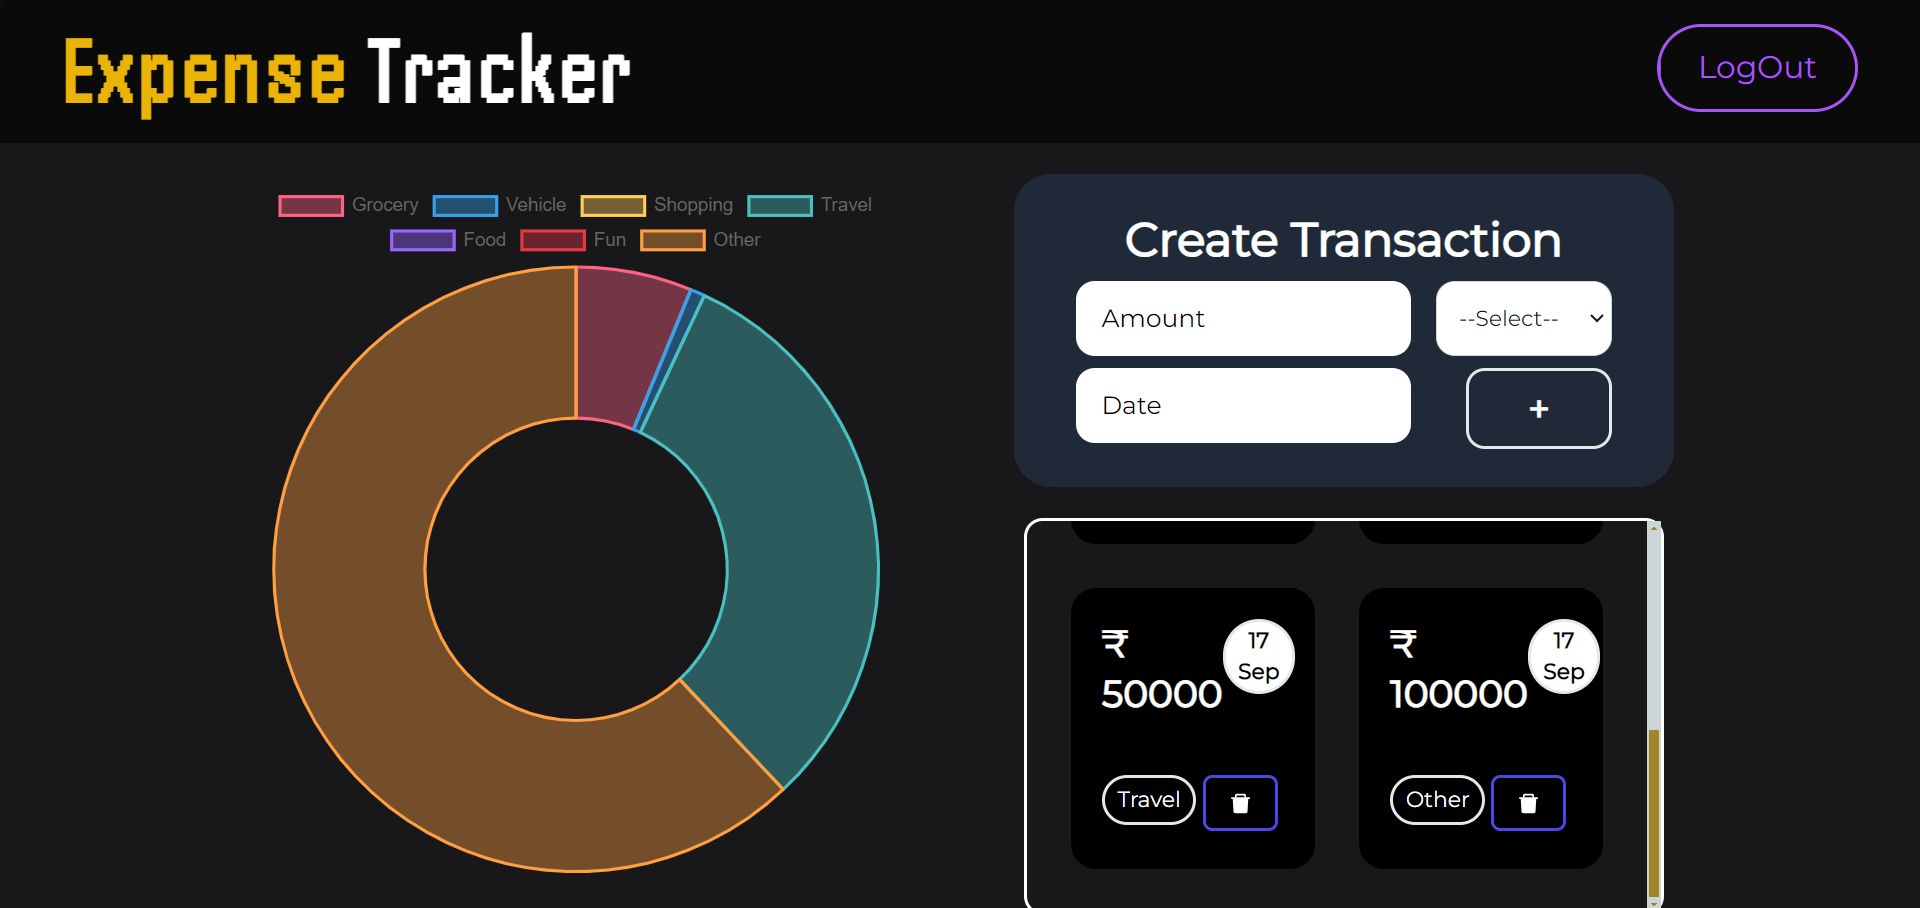 Expense Tracker
LogOut
Grocery Vehicle Shopping Travel
Food Fun Other
Create Transaction
Amount
--Select--
Date
+
₹
50000
17
Sep
Travel
₹
100000
17
Sep
Other